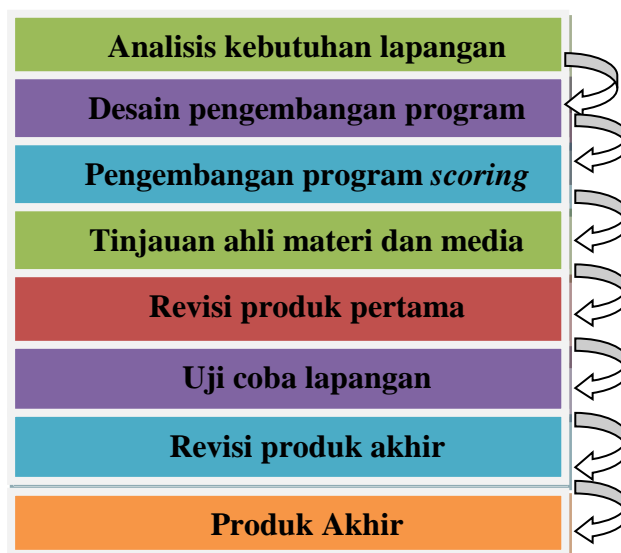 Analisis kebutuhan lapangan
Desain pengembangan program
Pengembangan program scoring
Tinjauan ahli materi dan media
Revisi produk pertama
Uji coba lapangan
Revisi produk akhir
Produk Akhir